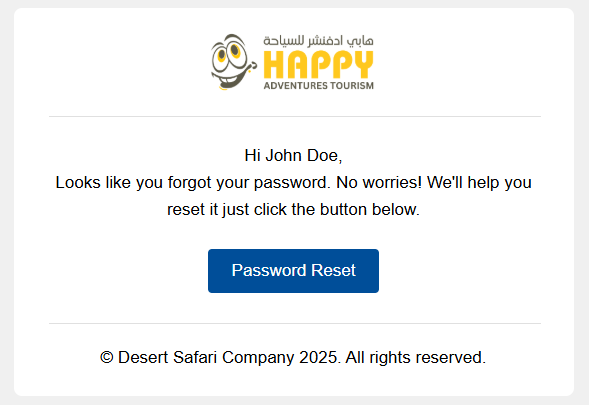 هابي ادفنشر للسياحة
HAPPY
ADVENTURES TOURISM
Hi John Doe,
Looks like you forgot your password. No worries! We'll help you
reset it just click the button below.
Password Reset
© Desert Safari Company 2025. All rights reserved.